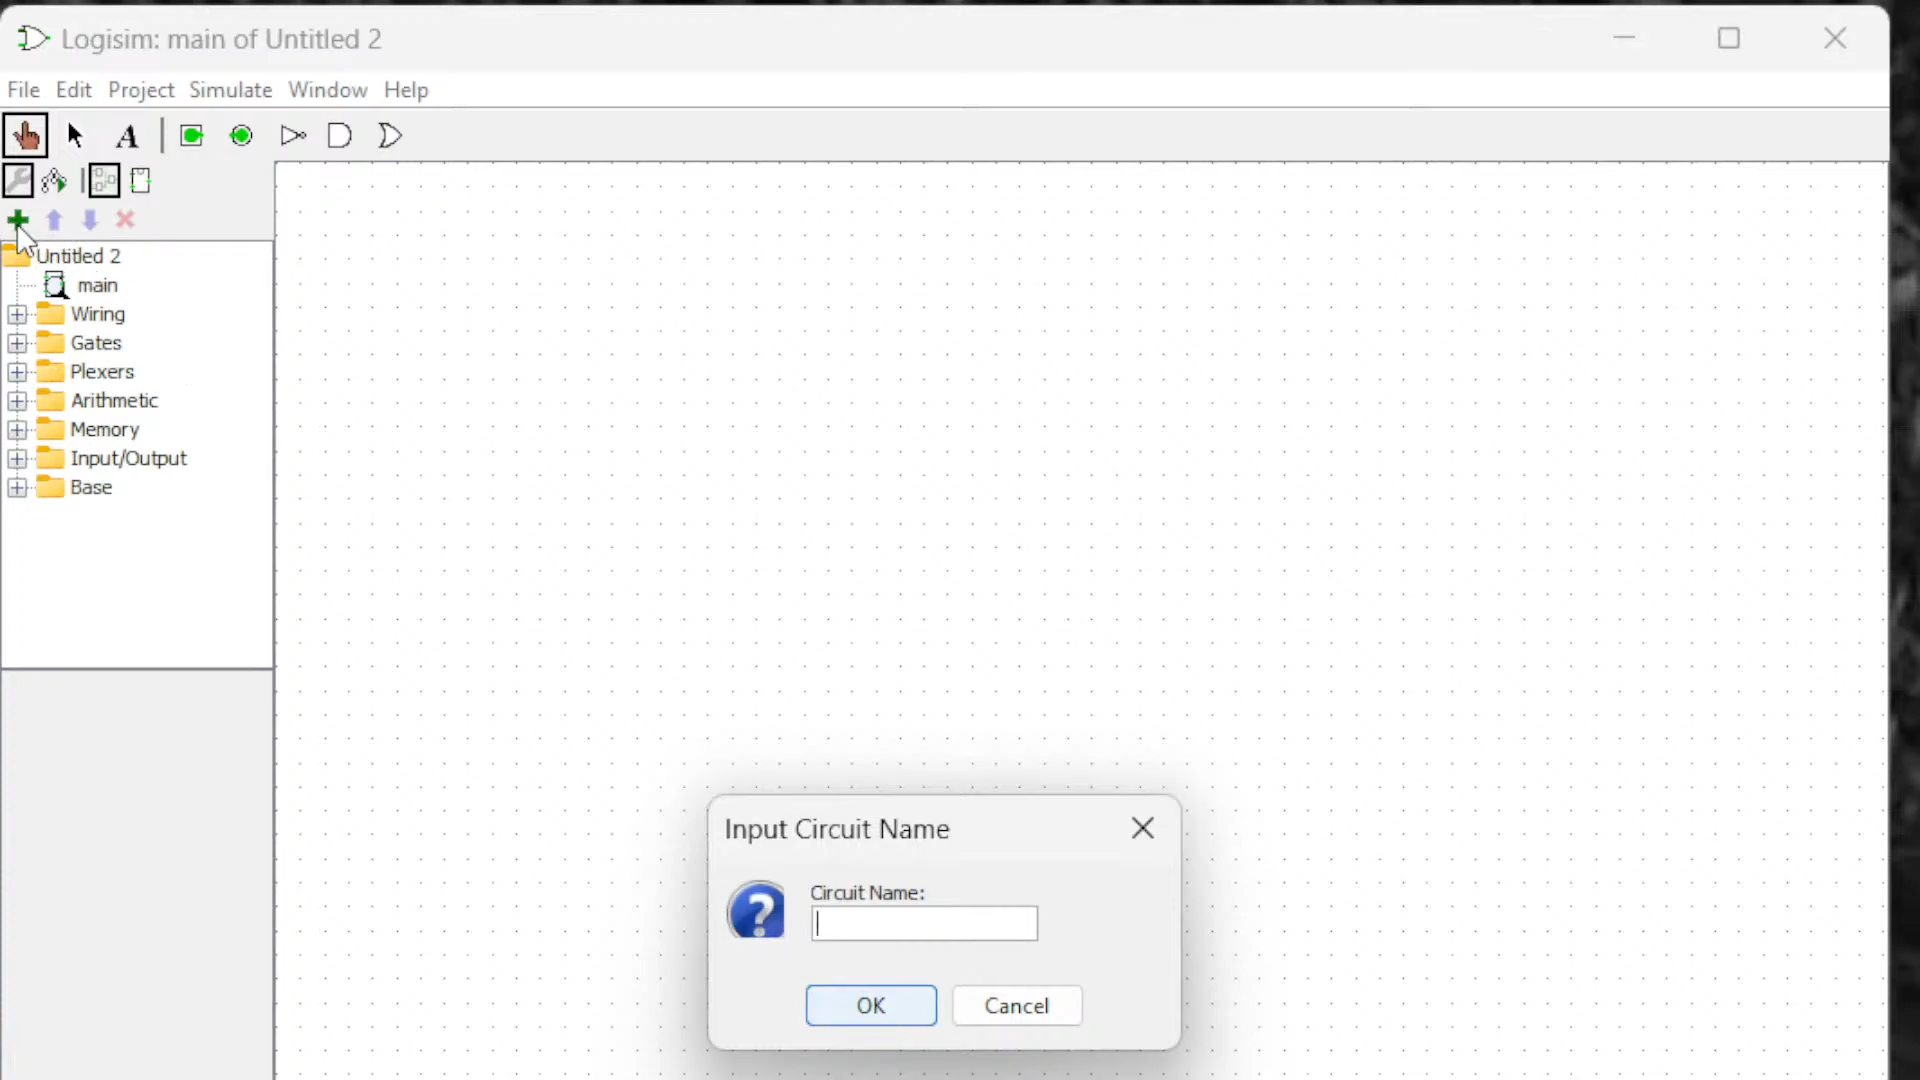 Logisim: main of Untitled 2
File Edit Project Simulate Window Help
A
Untitled 2
main
Wiring
Gates
Plexers
Arithmetic
Memory
Input/Output
Base
Input Circuit Name
?
Circuit Name:
OK Cancel